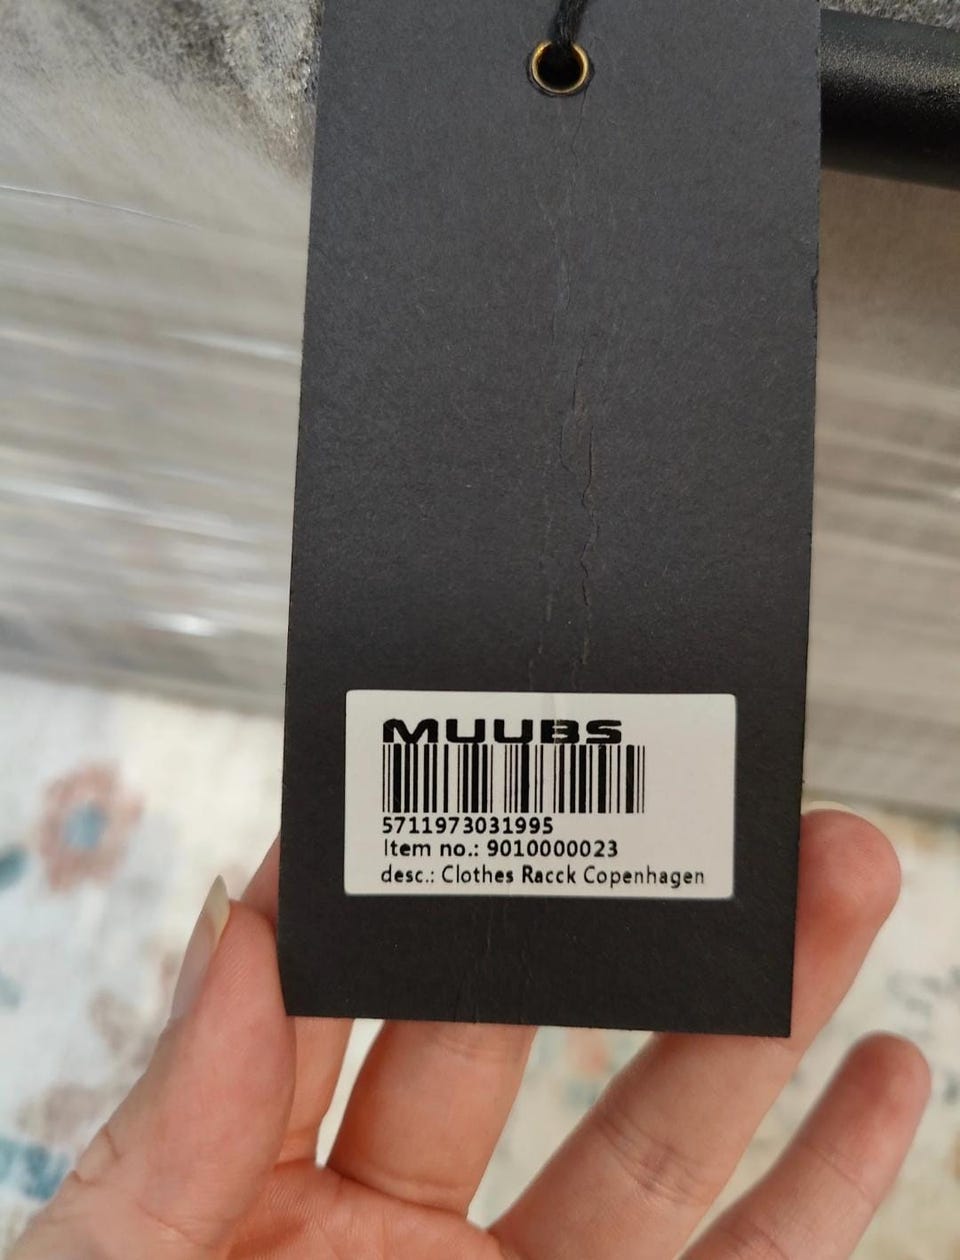 MUUBS
5711973031995
Item no.: 9010000023
desc.: Clothes Racck Copenhagen